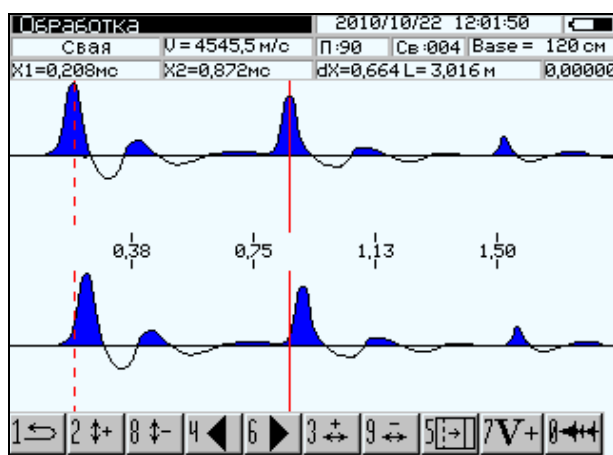 Обработка 2010/10/22 12:01:50
Свая V = 4545,5 м/с П:90 Св:004 Base = 120 см
X1=0,208мс X2=0,872мс dX=0,664 L= 3,016 м 0,00000
0,38 0,75 1,13 1,50
1 2 + 8 - 4 6 3 + 9 - 5 7 V+ 0